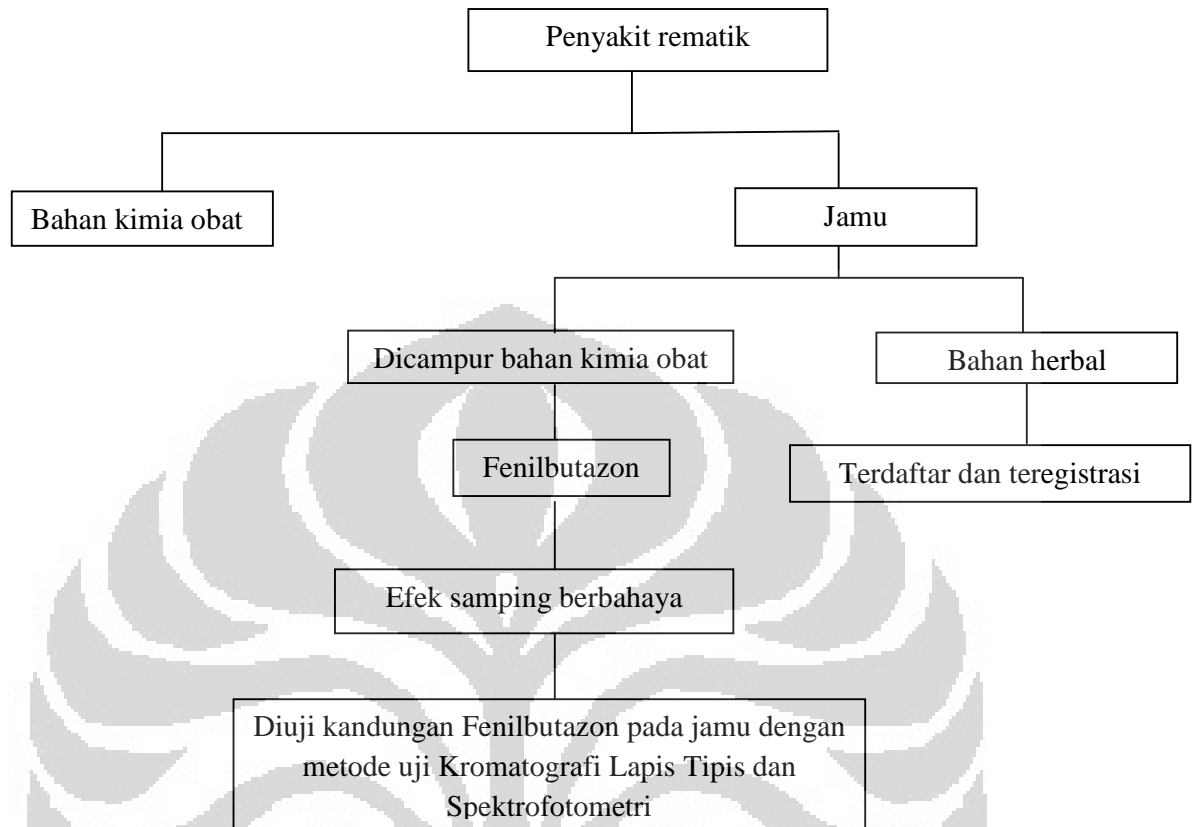 Penyakit rematik
Bahan kimia obat
Jamu
Dicampur bahan kimia obat
Bahan herbal
Fenilbutazon
Terdaftar dan teregistrasi
Efek samping berbahaya
Diuji kandungan Fenilbutazon pada jamu dengan
metode uji Kromatografi Lapis Tipis dan
Spektrofotometri